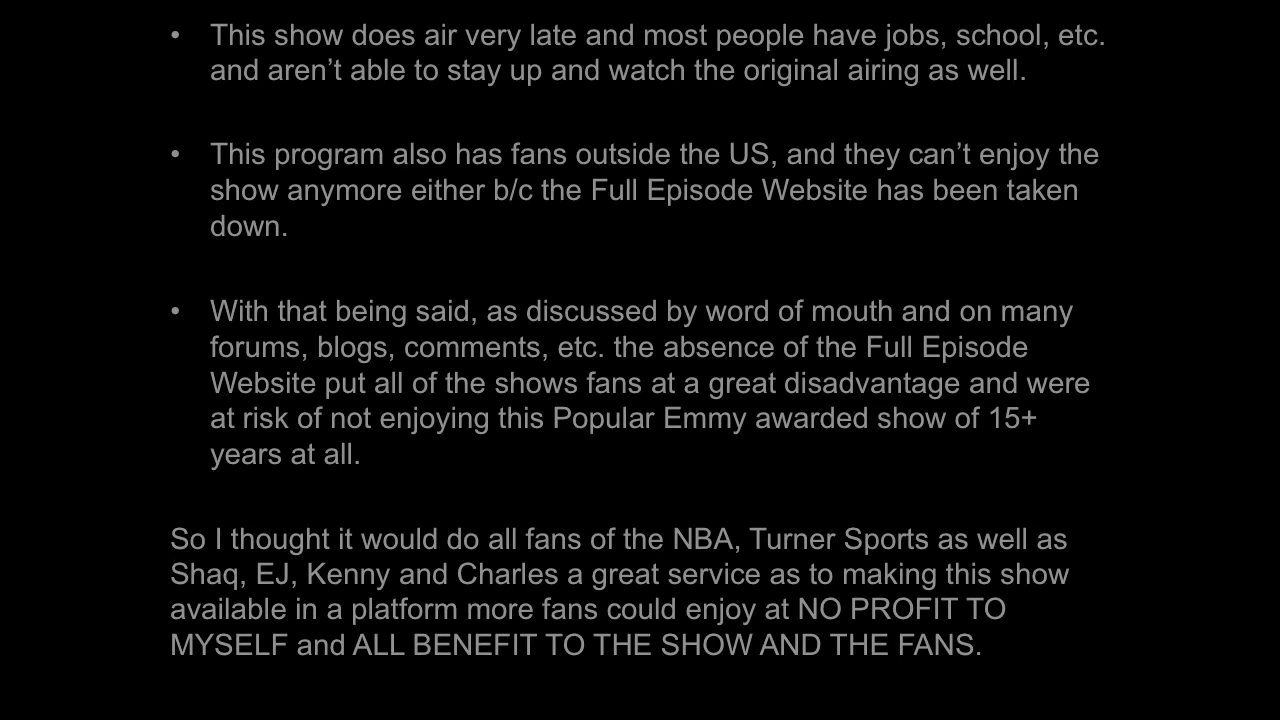 • This show does air very late and most people have jobs, school, etc.
and aren’t able to stay up and watch the original airing as well.
• This program also has fans outside the US, and they can’t enjoy the
show anymore either b/c the Full Episode Website has been taken
down.
• With that being said, as discussed by word of mouth and on many
forums, blogs, comments, etc. the absence of the Full Episode
Website put all of the shows fans at a great disadvantage and were
at risk of not enjoying this Popular Emmy awarded show of 15+
years at all.
So I thought it would do all fans of the NBA, Turner Sports as well as
Shaq, EJ, Kenny and Charles a great service as to making this show
available in a platform more fans could enjoy at NO PROFIT TO
MYSELF and ALL BENEFIT TO THE SHOW AND THE FANS.